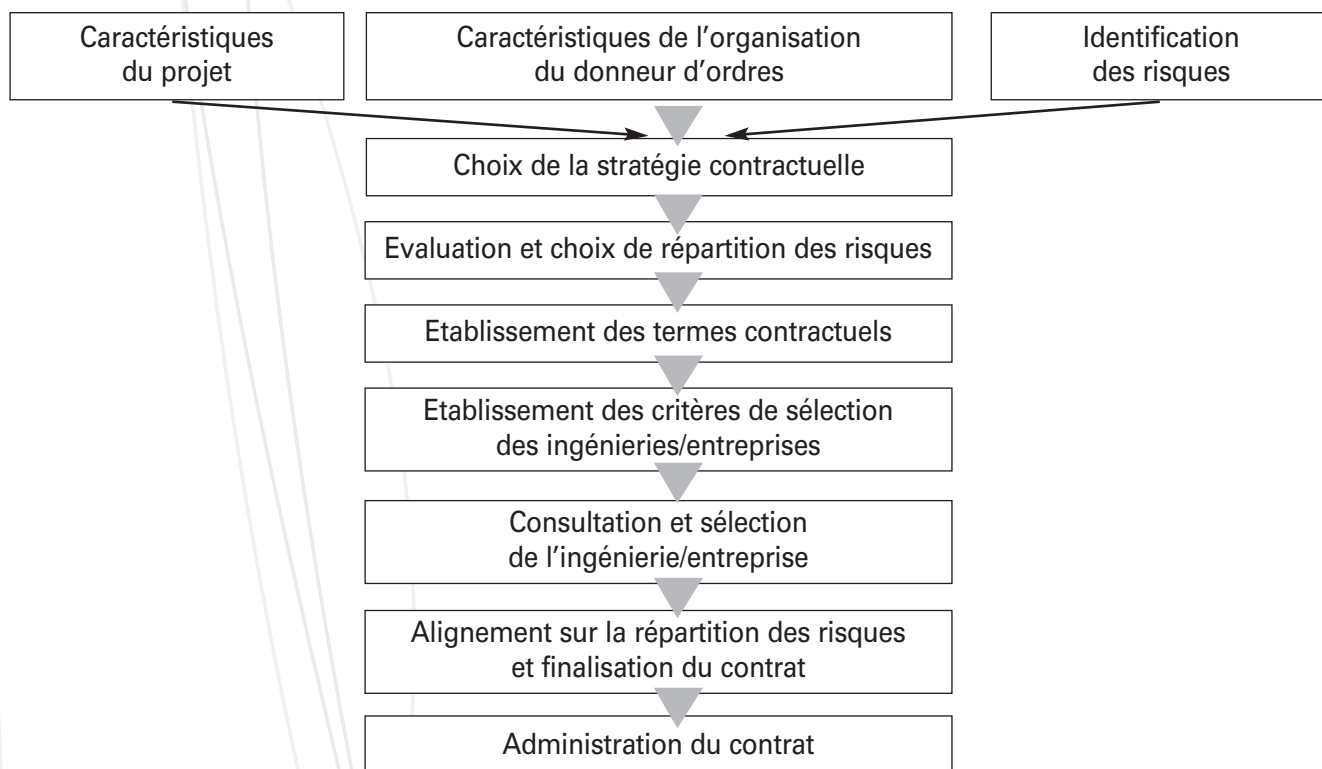 Caractéristiques
du projet
Caractéristiques de l'organisation
du donneur d'ordres
Identification
des risques
Choix de la stratégie contractuelle
Evaluation et choix de répartition des risques
Etablissement des termes contractuels
Etablissement des critères de sélection
des ingénieries/entreprises
Consultation et sélection
de l'ingénierie/entreprise
Alignement sur la répartition des risques
et finalisation du contrat
Administration du contrat